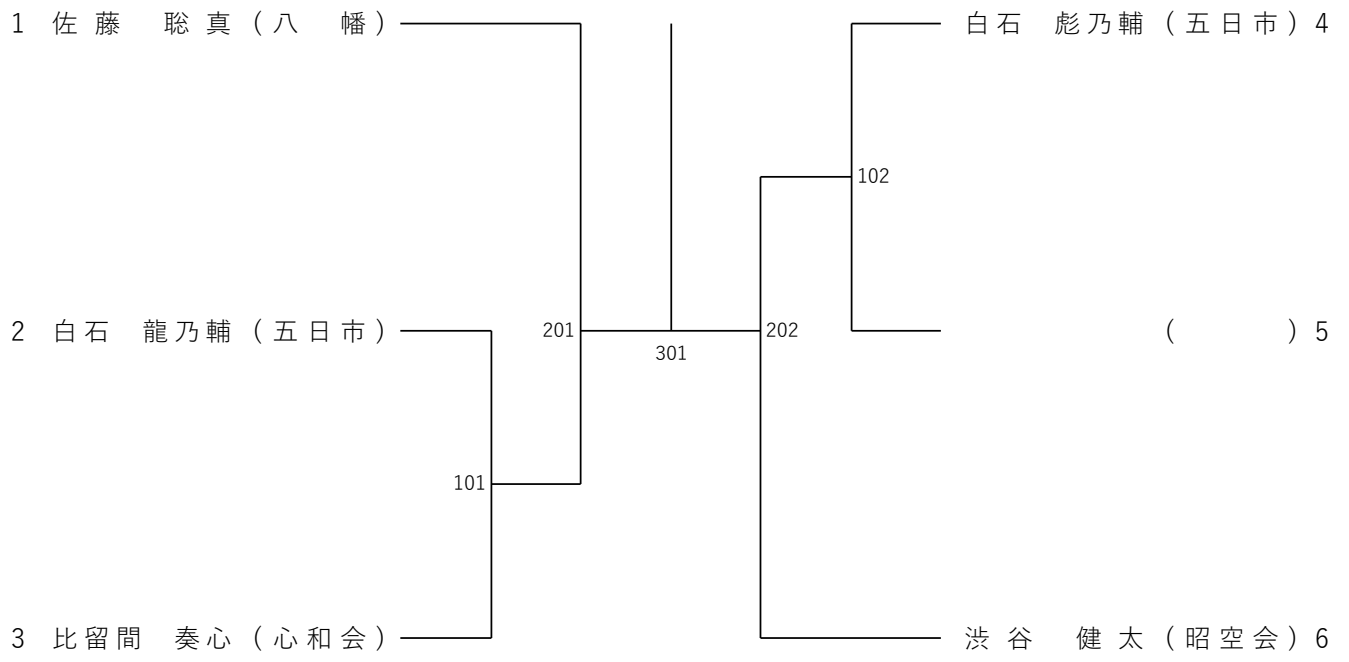 1 佐藤 聡真（八 幡）
白石 彪乃輔（五日市）4
102
2 白石 龍乃輔（五日市）
201
202
（ ）5
301
101
3 比留間 奏心（心和会）
渋谷 健太（昭空会）6